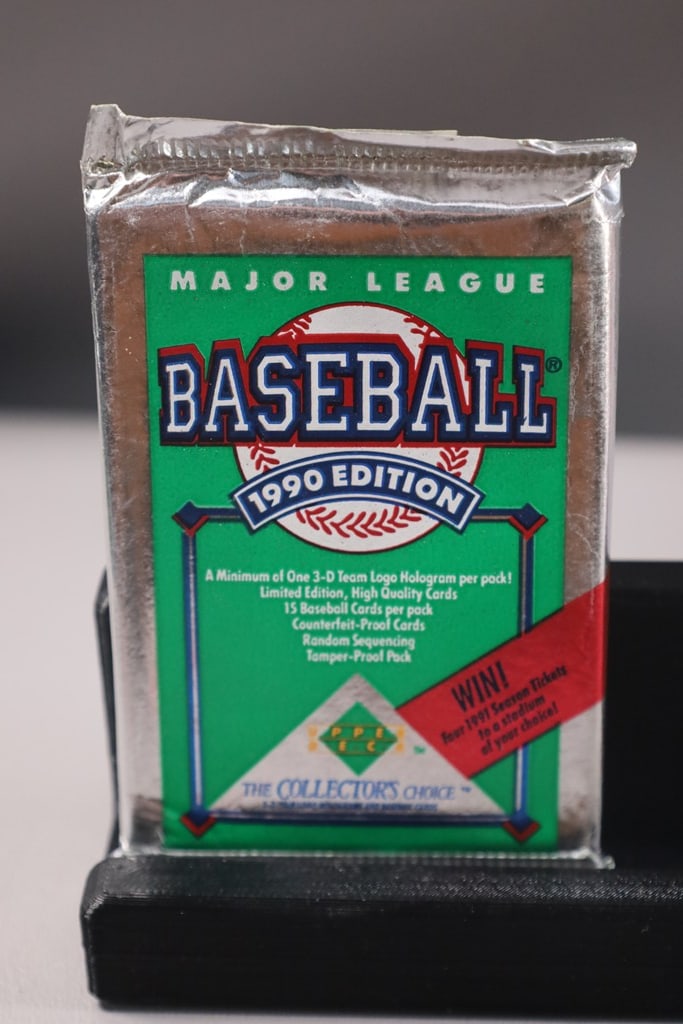 MAJOR LEAGUE
BASEBALL®
1990 EDITION
A Minimum of One 3-D Team Logo Hologram per pack!
Limited Edition, High Quality Cards
15 Baseball Cards per pack
Counterfeit-Proof Cards
Random Sequencing
Tamper-Proof Pack
WIN!
Four 1991 Season Tickets
to a stadium
of your choice!
THE COLLECTOR'S CHOICE™